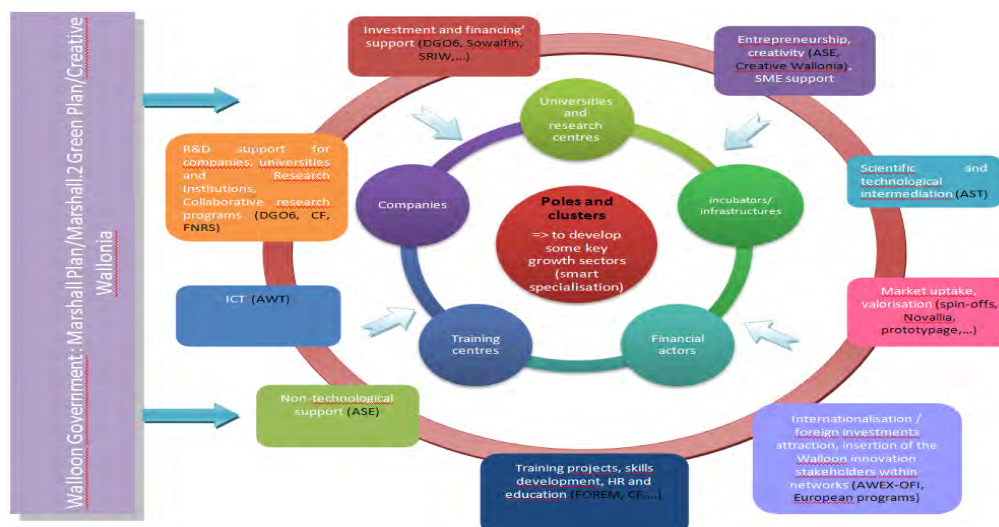 Walloon Government: Marshall Plan/Marshall.2 Green Plan/Creative
Wallonia
Investment and financing'
support (DGO6, Sowalfin,
SRIW,...)
Entrepreneurship,
creativity (ASE,
Creative Wallonia),
SME support
Universities
and
research
centres
R&D support for
companies, universities
and Research
Institutions,
Collaborative research
programs (DGO6, CF,
FNRS)
Companies
Poles and
clusters
=> to develop
some key
growth sectors
(smart
specialisation)
incubators/
infrastructures
Scientific and
technological
intermediation (AST)
ICT (AWT)
Training
centres
Financial
actors
Market uptake,
valorisation (spin-offs,
Novallia,
prototypage,...)
Non-technological
support (ASE)
Training projects, skills
development, HR and
education (FOREM, CF,...)
Internationalisation /
foreign investments
attraction, insertion of the
Walloon innovation
stakeholders within
networks (AWEX-OFI,
European programs)